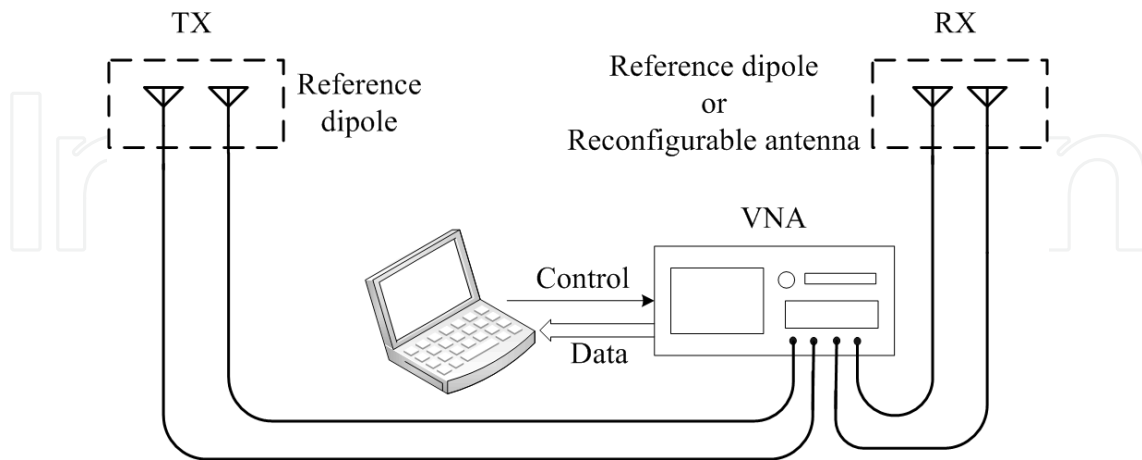 TX
RX
Reference
dipole
Reference dipole
or
Reconfigurable antenna
VNA
Control
Data